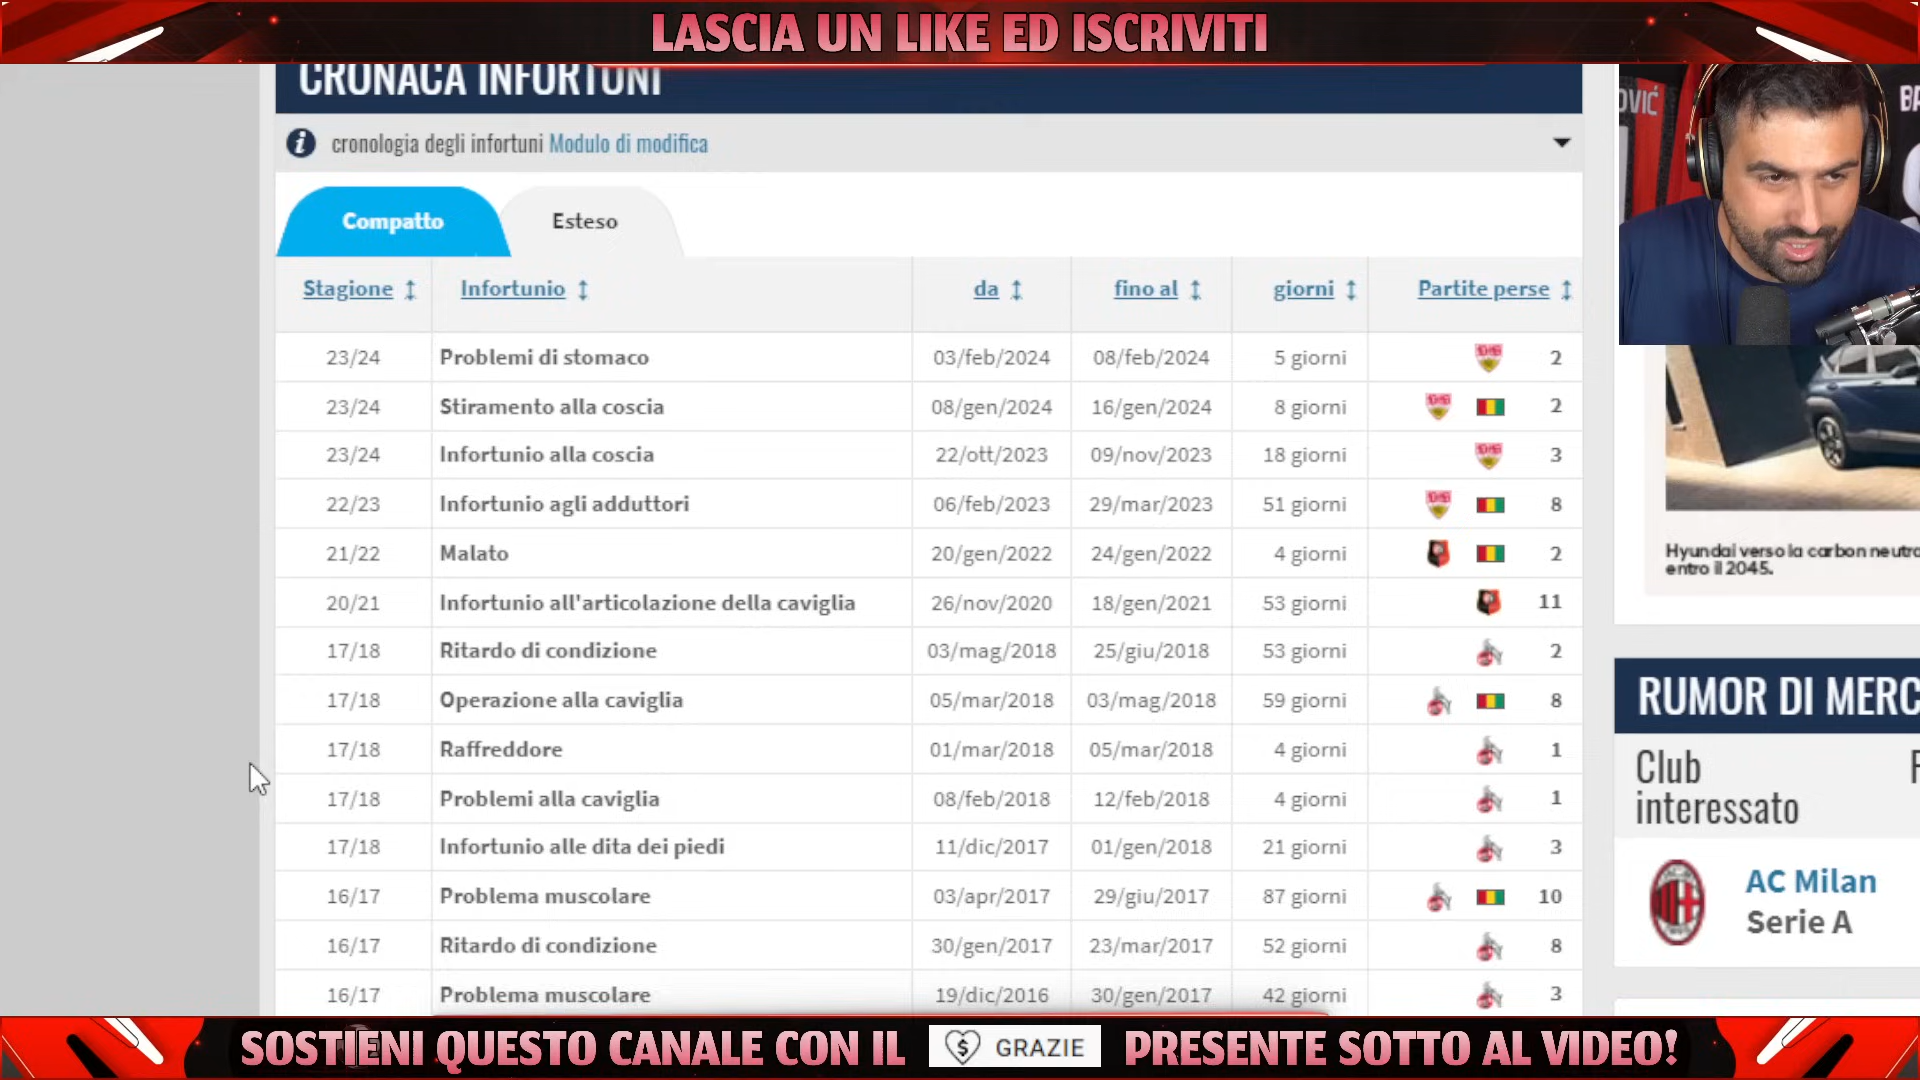 LASCIA UN LIKE ED ISCRIVITI
CRONACA INFORTUNI
cronologia degli infortuni Modulo di modifica
Compatto Esteso
Stagione Infortunio da fino al giorni Partite perse
23/24 Problemi di stomaco 03/feb/2024 08/feb/2024 5 giorni 2
23/24 Stiramento alla coscia 08/gen/2024 16/gen/2024 8 giorni 2
23/24 Infortunio alla coscia 22/ott/2023 09/nov/2023 18 giorni 3
22/23 Infortunio agli adduttori 06/feb/2023 29/mar/2023 51 giorni 8
21/22 Malato 20/gen/2022 24/gen/2022 4 giorni 2
20/21 Infortunio all'articolazione della caviglia 26/nov/2020 18/gen/2021 53 giorni 11
17/18 Ritardo di condizione 03/mag/2018 25/giu/2018 53 giorni 2
17/18 Operazione alla caviglia 05/mar/2018 03/mag/2018 59 giorni 8
17/18 Raffreddore 01/mar/2018 05/mar/2018 4 giorni 1
17/18 Problemi alla caviglia 08/feb/2018 12/feb/2018 4 giorni 1
17/18 Infortunio alle dita dei piedi 11/dic/2017 01/gen/2018 21 giorni 3
16/17 Problema muscolare 03/apr/2017 29/giu/2017 87 giorni 10
16/17 Ritardo di condizione 30/gen/2017 23/mar/2017 52 giorni 8
16/17 Problema muscolare 19/dic/2016 30/gen/2017 42 giorni 3
OVIĆ
Hyundai verso la carbon neutra
entro il 2045.
RUMOR DI MERC
Club
interessato
AC Milan
Serie A
SOSTIENI QUESTO CANALE CON IL GRAZIE PRESENTE SOTTO AL VIDEO!